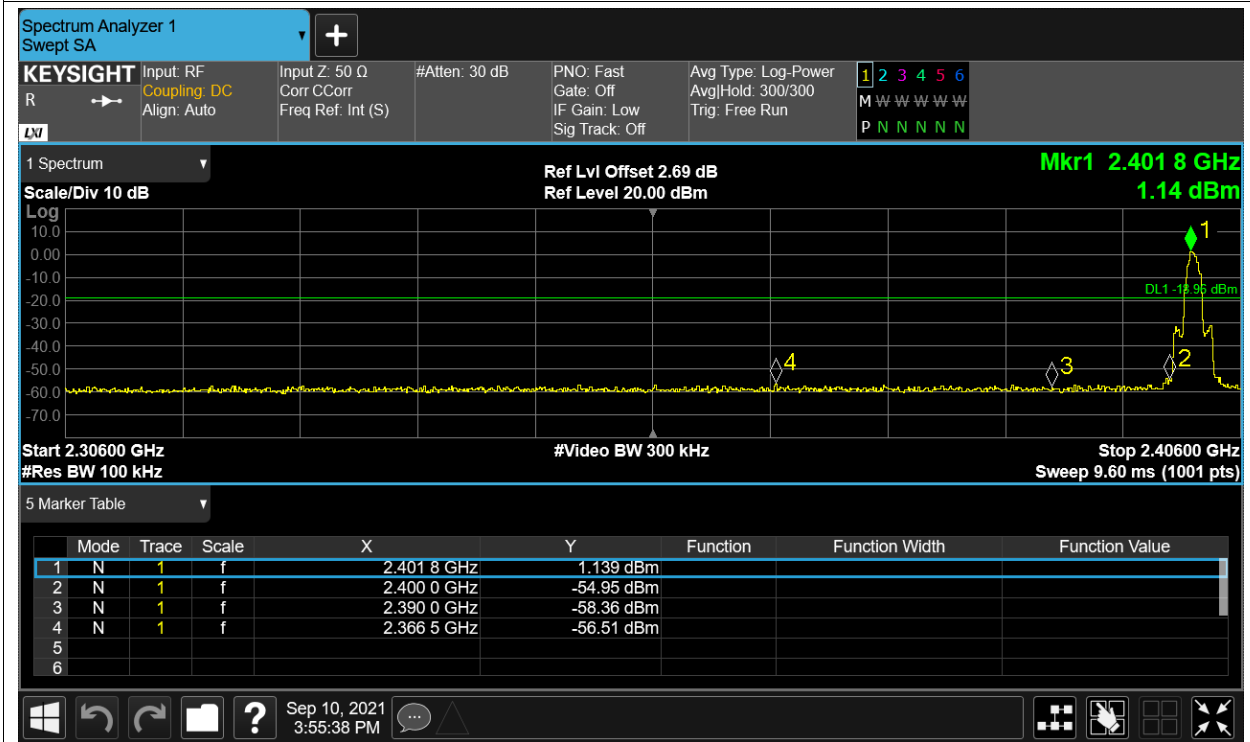 Spectrum Analyzer 1
Swept SA
+
KEYSIGHT Input: RF Input Z: 50 Ω #Atten: 30 dB PNO: Fast Avg Type: Log-Power 1 2 3 4 5 6
R Coupling: DC Corr CCorr Gate: Off Avg|Hold: 300/300 M W W W W W
Align: Auto Freq Ref: Int (S) IF Gain: Low Trig: Free Run
LXI Sig Track: Off P N N N N N N
1 Spectrum Ref Lvl Offset 2.69 dB Mkr1 2.401 8 GHz
Scale/Div 10 dB Ref Level 20.00 dBm 1.14 dBm
Log
10.0 1
0.00
-10.0
DL1 -18.96 dBm
-20.0
-30.0
-40.0
4 3 2
-50.0
-60.0
-70.0
Start 2.30600 GHz #Video BW 300 kHz Stop 2.40600 GHz
#Res BW 100 kHz Sweep 9.60 ms (1001 pts)
5 Marker Table
Mode Trace Scale X Y Function Function Width Function Value
1 N 1 f 2.401 8 GHz 1.139 dBm
2 N 1 f 2.400 0 GHz -54.95 dBm
3 N 1 f 2.390 0 GHz -58.36 dBm
4 N 1 f 2.366 5 GHz -56.51 dBm
5
6
? Sep 10, 2021
3:55:38 PM